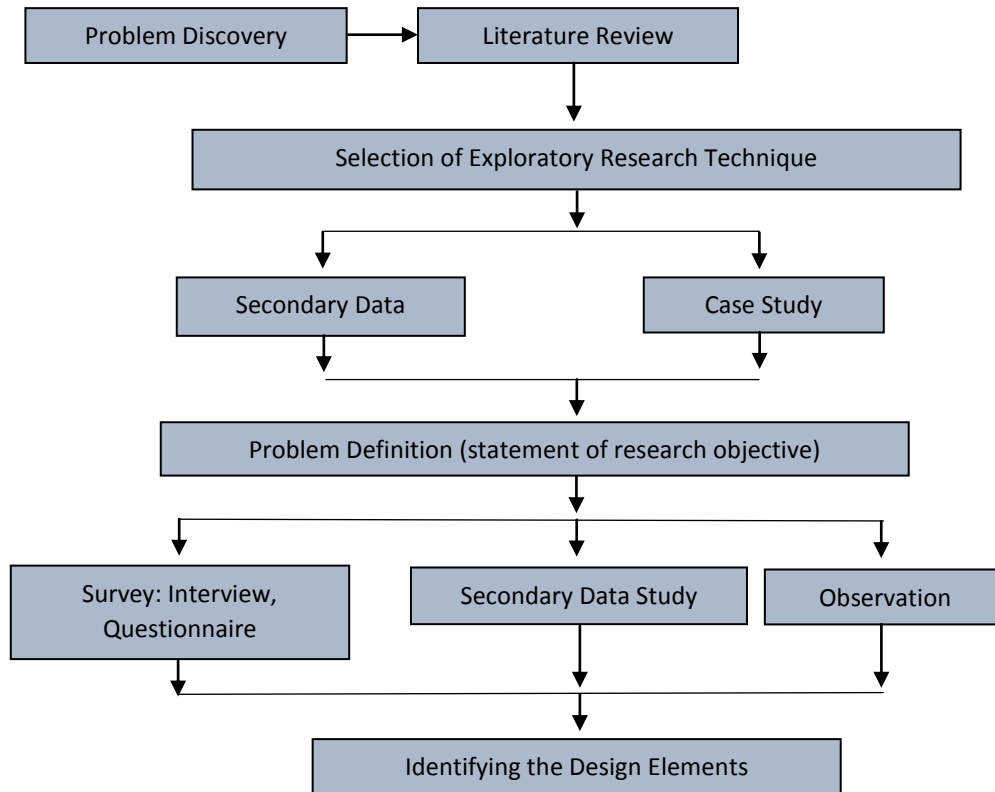 Problem Discovery
Literature Review
Selection of Exploratory Research Technique
Secondary Data
Case Study
Problem Definition (statement of research objective)
Survey: Interview,
Questionnaire
Secondary Data Study
Observation
Identifying the Design Elements